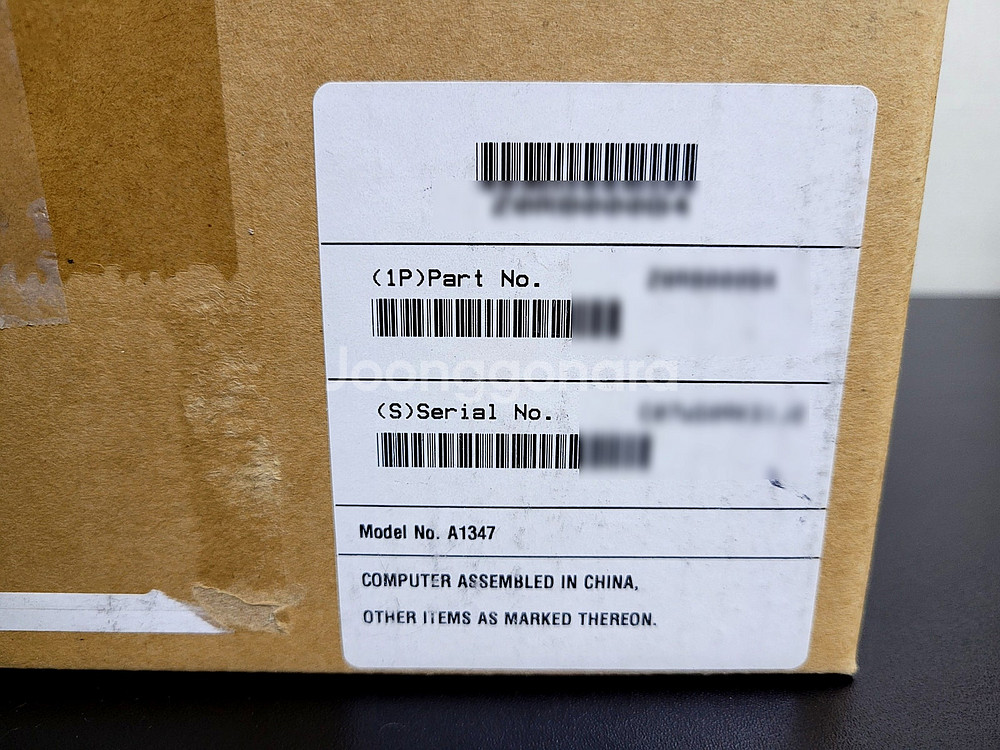 (1P)Part No.
Joonggonara
(S)Serial No.
Model No. A1347
COMPUTER ASSEMBLED IN CHINA,
OTHER ITEMS AS MARKED THEREON.